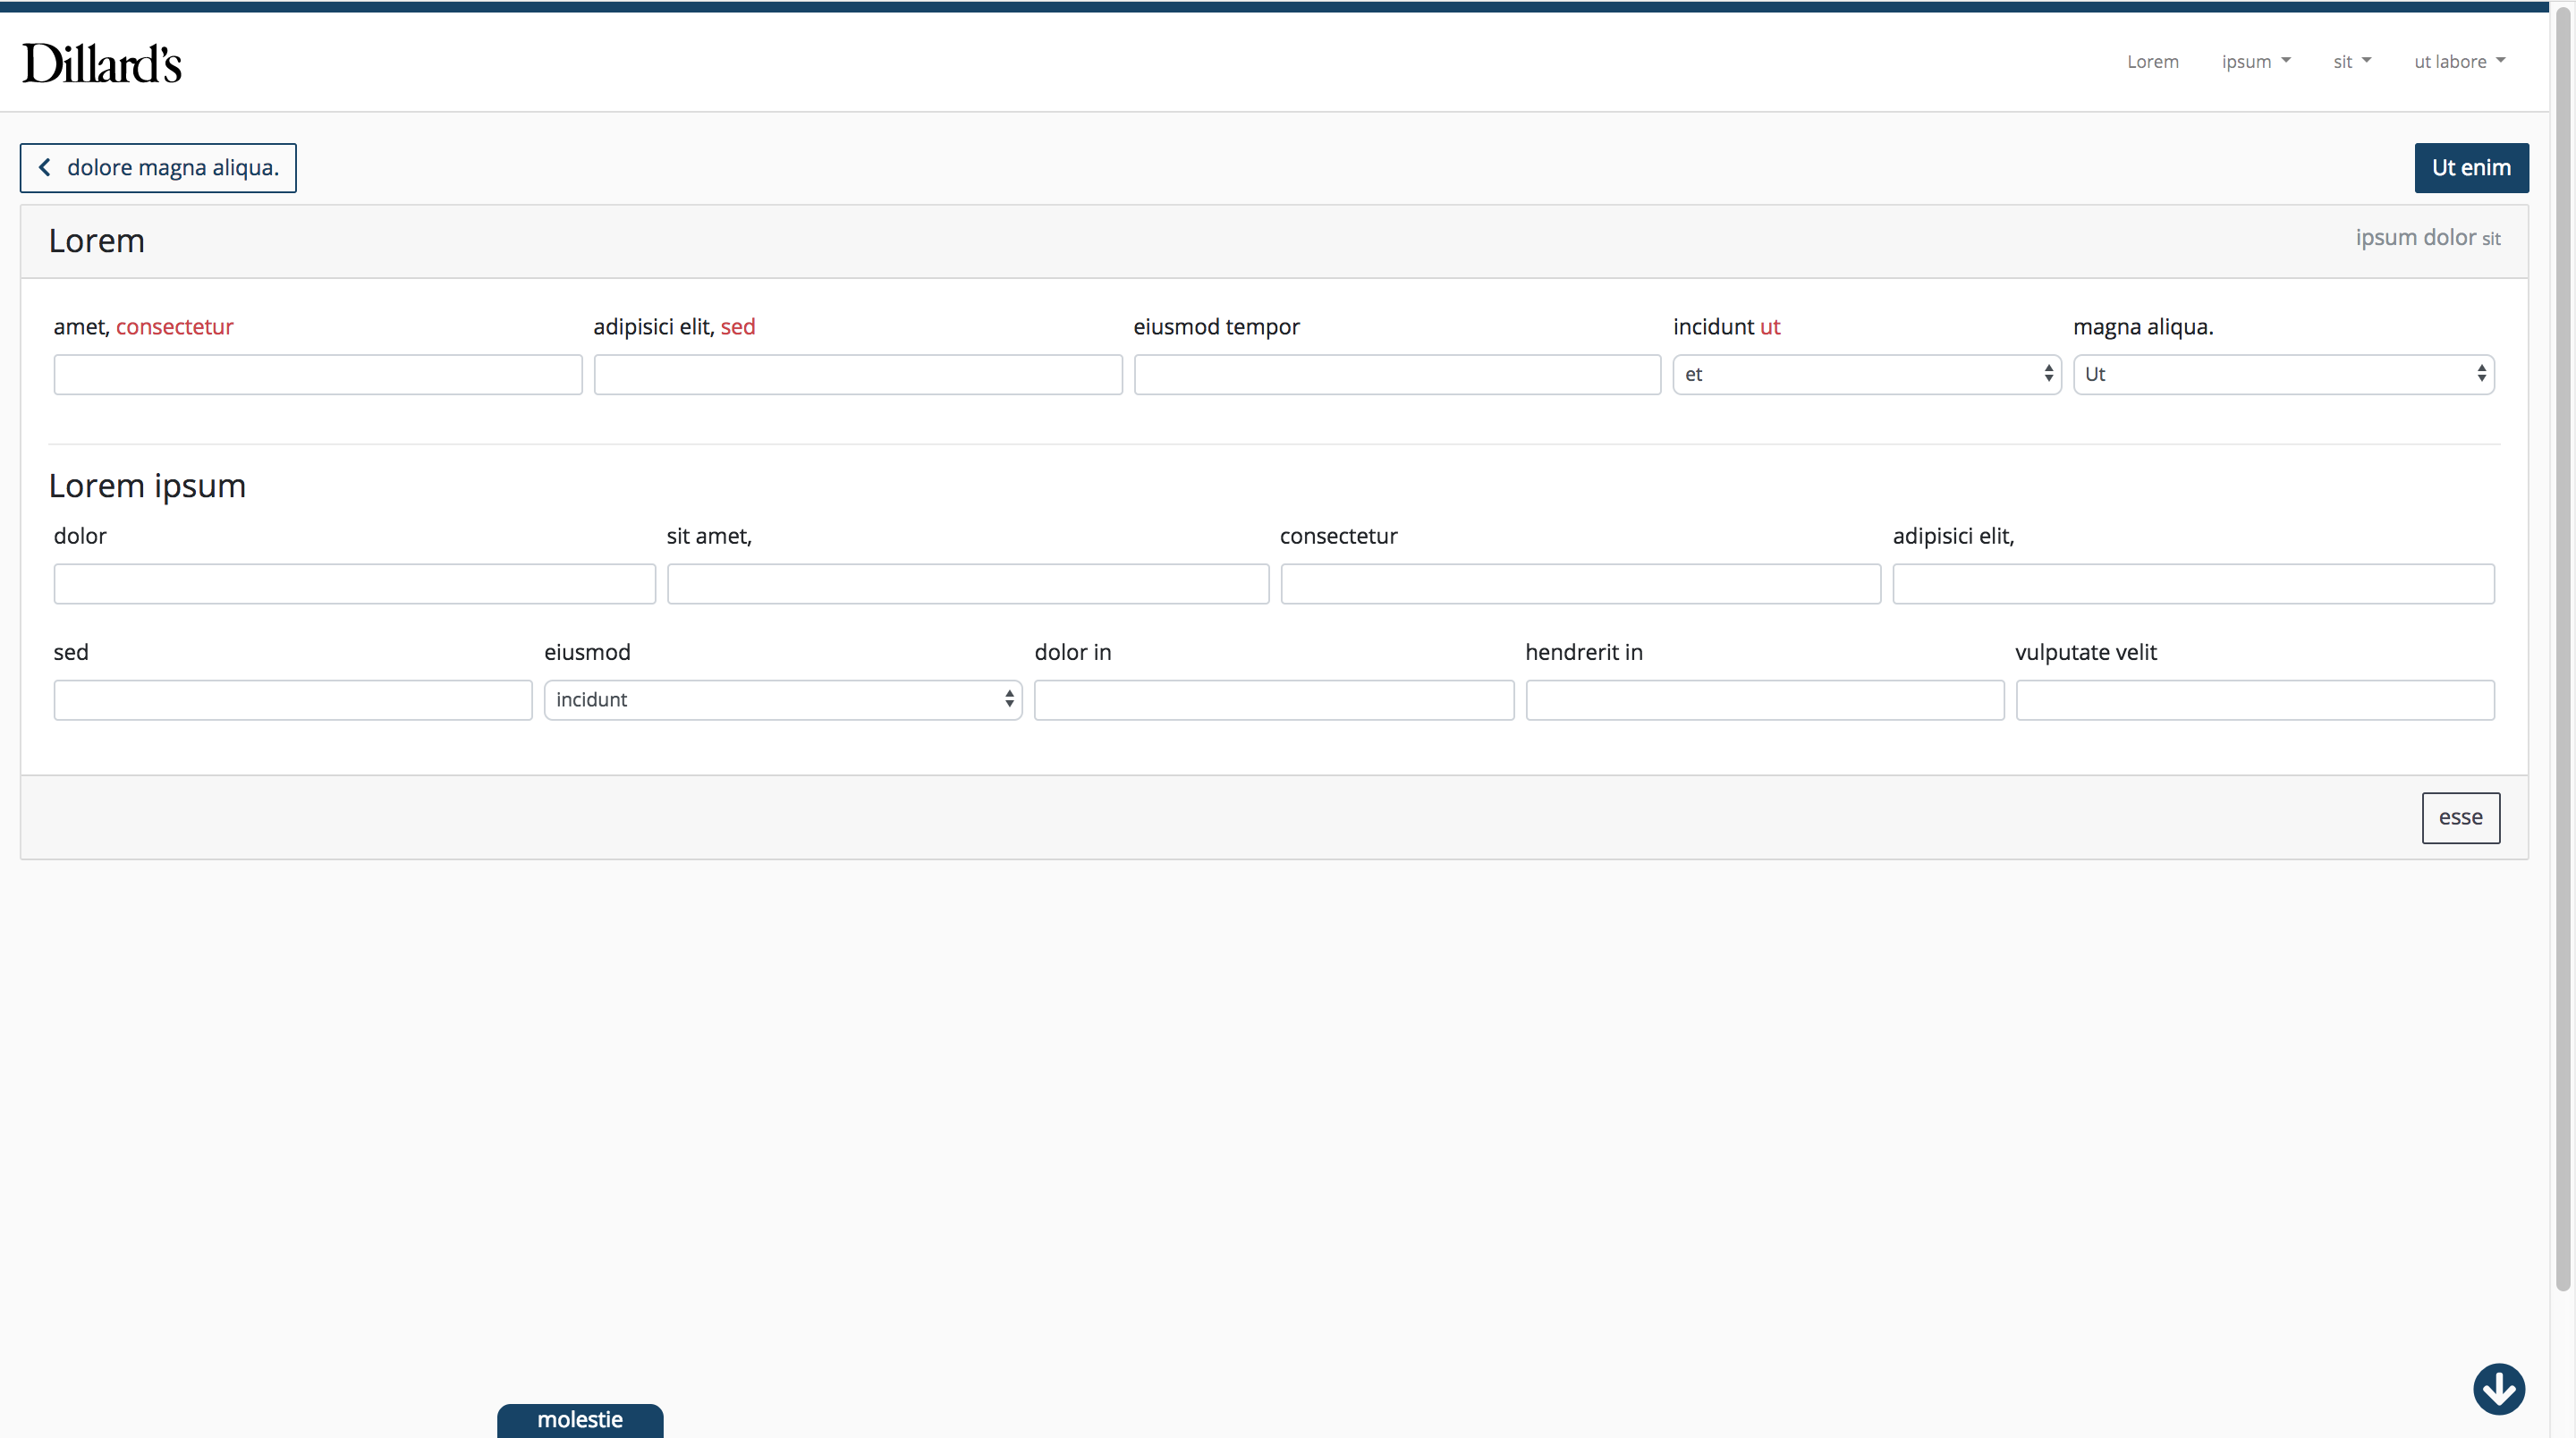 Dillard's
Lorem ipsum sit ut labore
dolore magna aliqua. Ut enim
Lorem ipsum dolor sit
amet, consectetur adipisici elit, sed eiusmod tempor incidunt ut magna aliqua.
et Ut
Lorem ipsum
dolor sit amet, consectetur adipisici elit,
sed eiusmod dolor in hendrerit in vulputate velit
incidunt
esse
molestie